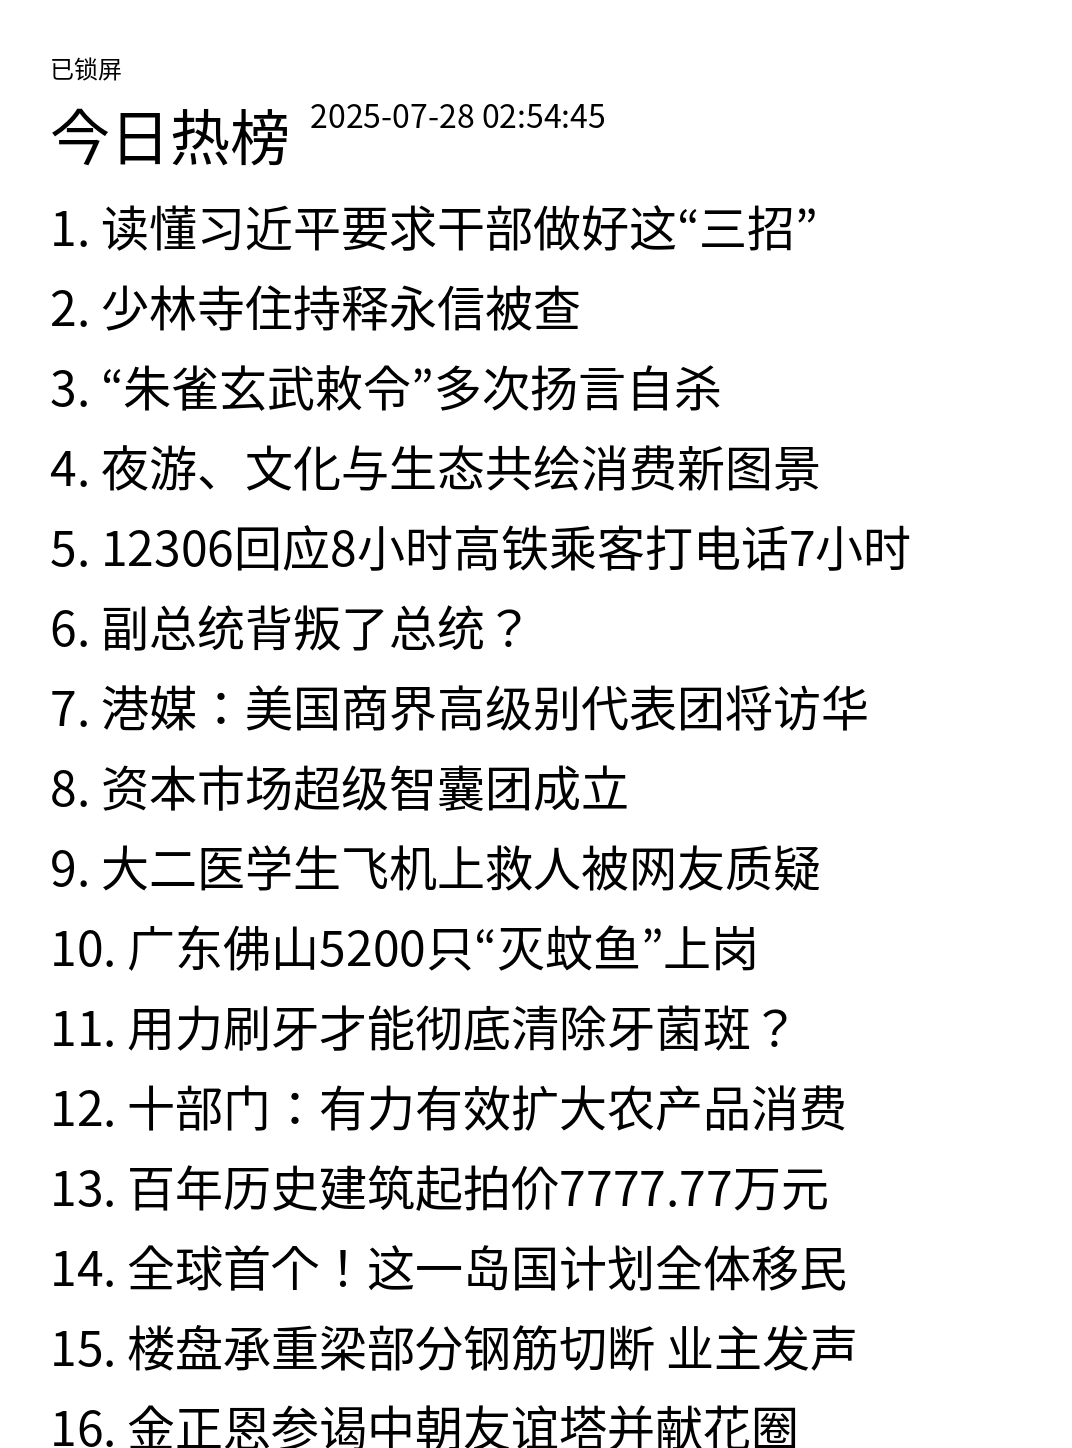 已锁屏
今日热榜 2025-07-28 02:54:45
1. 读懂习近平要求干部做好这“三招”
2. 少林寺住持释永信被查
3. “朱雀玄武敕令”多次扬言自杀
4. 夜游、文化与生态共绘消费新图景
5. 12306回应8小时高铁乘客打电话7小时
6. 副总统背叛了总统？
7. 港媒：美国商界高级别代表团将访华
8. 资本市场超级智囊团成立
9. 大二医学生飞机上救人被网友质疑
10. 广东佛山5200只“灭蚊鱼”上岗
11. 用力刷牙才能彻底清除牙菌斑？
12. 十部门：有力有效扩大农产品消费
13. 百年历史建筑起拍价7777.77万元
14. 全球首个！这一岛国计划全体移民
15. 楼盘承重梁部分钢筋切断 业主发声
16. 金正恩参谒中朝友谊塔并献花圈